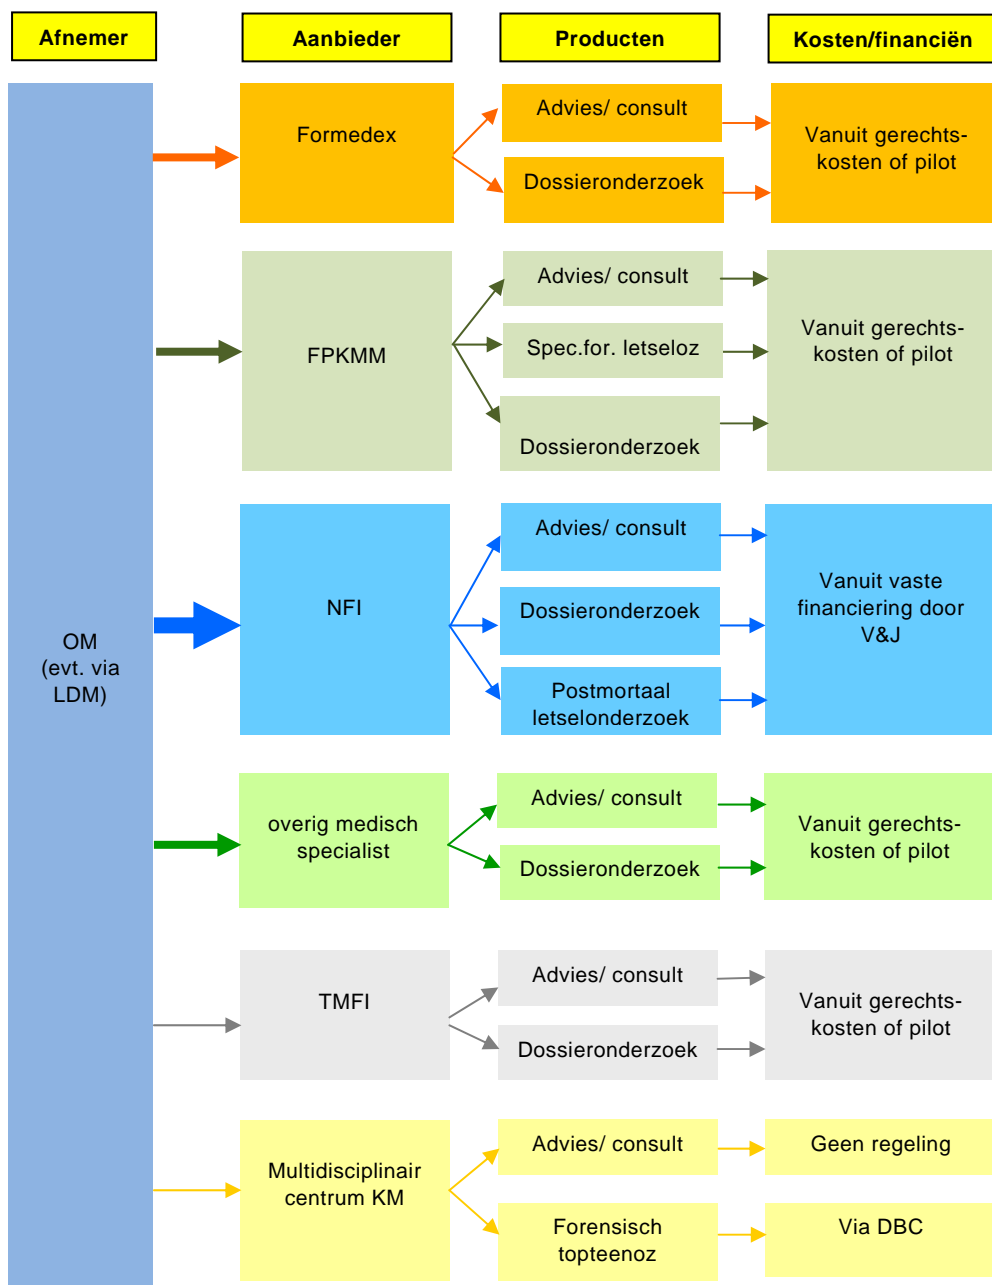 Afnemer
Aanbieder
Producten
Kosten/financiën
OM
(evt. via
LDM)
Formedex
Advies/ consult
Dossieronderzoek
Vanuit gerechts-
kosten of pilot
FPKMM
Advies/ consult
Spec.for. letseloz
Dossieronderzoek
Vanuit gerechts-
kosten of pilot
NFI
Advies/ consult
Dossieronderzoek
Postmortaal
letselonderzoek
Vanuit vaste
financiering door
V&J
overig medisch
specialist
Advies/ consult
Dossieronderzoek
Vanuit gerechts-
kosten of pilot
TMFI
Advies/ consult
Dossieronderzoek
Vanuit gerechts-
kosten of pilot
Multidisciplinair
centrum KM
Advies/ consult
Geen regeling
Forensisch
topteenoz
Via DBC